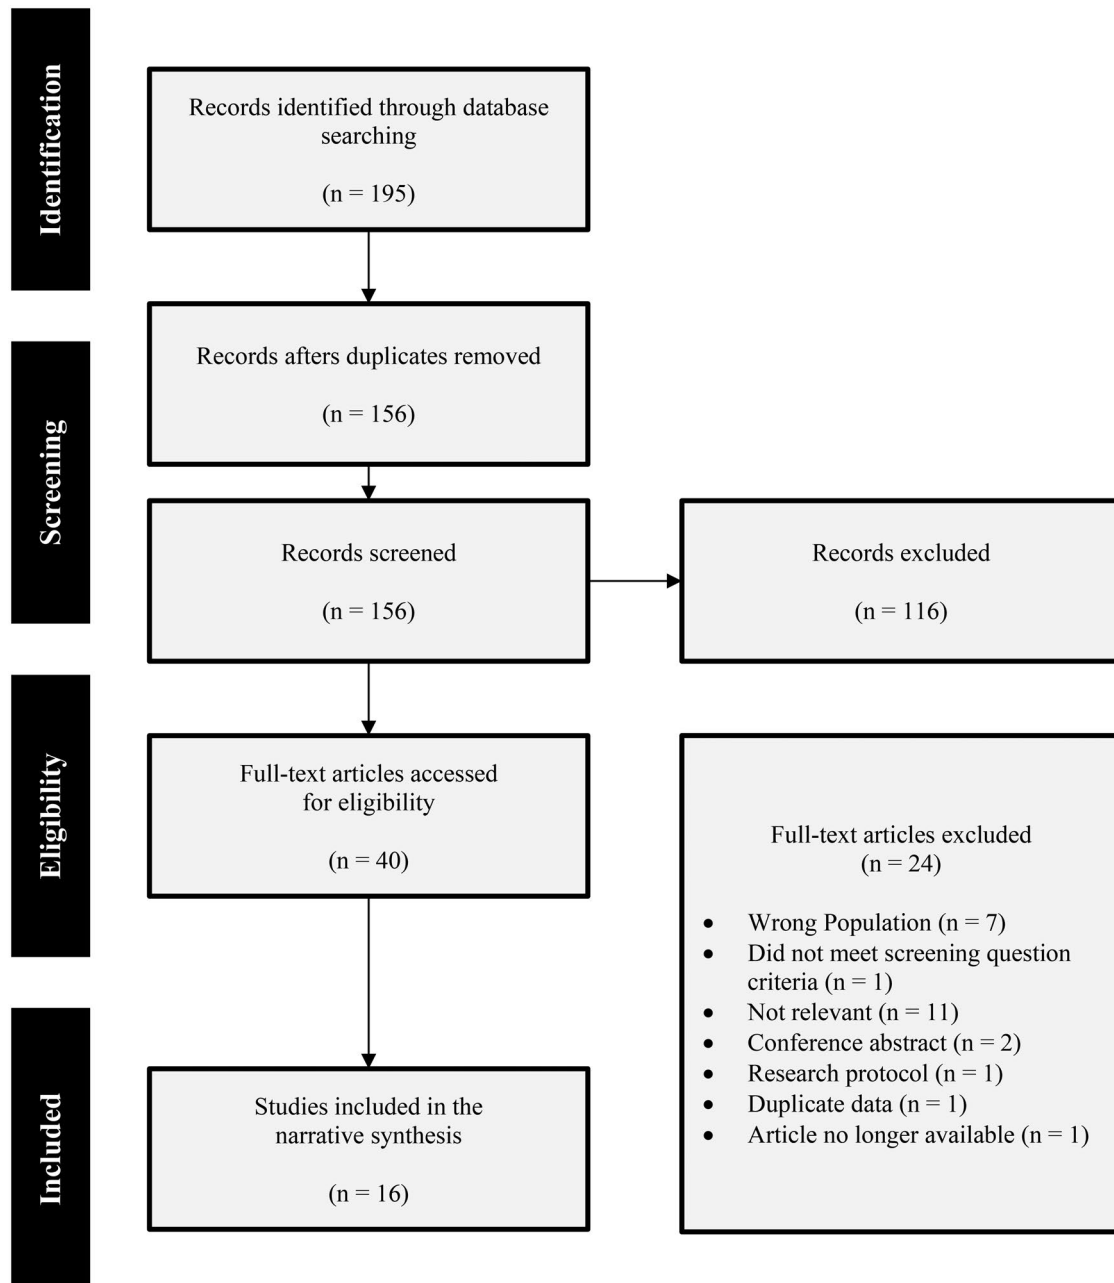 Identification
Records identified through database
searching
(n = 195)
Screening
Records afters duplicates removed
(n = 156)
Records screened
(n = 156)
Records excluded
(n = 116)
Eligibility
Full-text articles accessed
for eligibility
(n = 40)
Full-text articles excluded
(n = 24)
• Wrong Population (n = 7)
• Did not meet screening question
criteria (n = 1)
• Not relevant (n = 11)
• Conference abstract (n = 2)
• Research protocol (n = 1)
• Duplicate data (n = 1)
• Article no longer available (n = 1)
Included
Studies included in the
narrative synthesis
(n = 16)